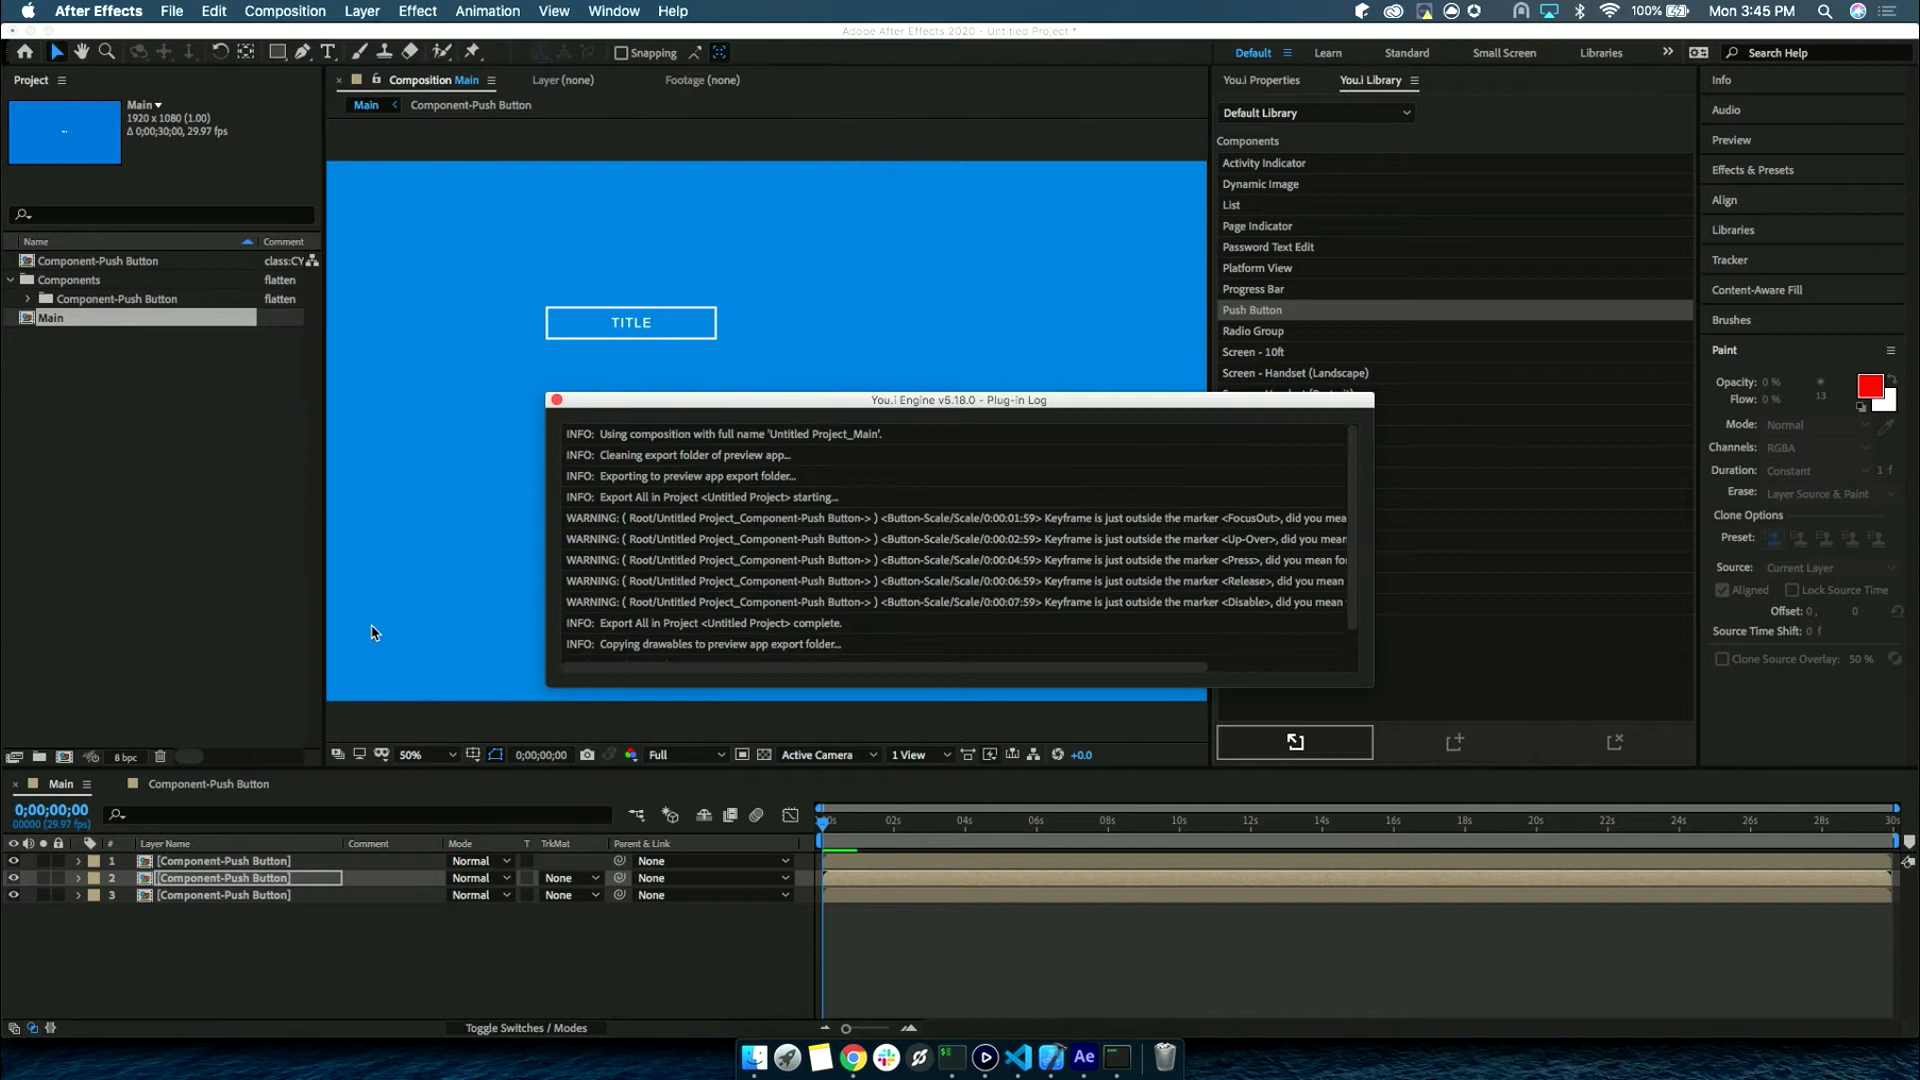 After Effects File Edit Composition Layer Effect Animation View Window Help 100% Mon 3:45 PM
Adobe After Effects 2020 - Untitled Project *
Snapping Default Learn Standard Small Screen Libraries Search Help
Project
Main
1920 x 1080 (1.00)
Δ 0;00;30;00, 29.97 fps
Name Comment
Component-Push Button class:CY
Components flatten
Component-Push Button flatten
Main
8 bpc
Composition Main Layer (none) Footage (none)
Main Component-Push Button
TITLE
50% 0;00;00;00 Full Active Camera 1 View +0.0
You.i Engine v5.18.0 - Plug-in Log
INFO: Using composition with full name 'Untitled Project_Main'.
INFO: Cleaning export folder of preview app...
INFO: Exporting to preview app export folder...
INFO: Export All in Project <Untitled Project> starting...
WARNING: ( Root/Untitled Project_Component-Push Button-> ) <Button-Scale/Scale/0:00:01:59> Keyframe is just outside the marker <FocusOut>, did you mea
WARNING: ( Root/Untitled Project_Component-Push Button-> ) <Button-Scale/Scale/0:00:02:59> Keyframe is just outside the marker <Up-Over>, did you mean
WARNING: ( Root/Untitled Project_Component-Push Button-> ) <Button-Scale/Scale/0:00:04:59> Keyframe is just outside the marker <Press>, did you mean fo
WARNING: ( Root/Untitled Project_Component-Push Button-> ) <Button-Scale/Scale/0:00:06:59> Keyframe is just outside the marker <Release>, did you mean
WARNING: ( Root/Untitled Project_Component-Push Button-> ) <Button-Scale/Scale/0:00:07:59> Keyframe is just outside the marker <Disable>, did you mean
INFO: Export All in Project <Untitled Project> complete.
INFO: Copying drawables to preview app export folder...
You.i Properties You.i Library
Default Library
Components
Activity Indicator
Dynamic Image
List
Page Indicator
Password Text Edit
Platform View
Progress Bar
Push Button
Radio Group
Screen - 10ft
Screen - Handset (Landscape)
Info
Audio
Preview
Effects & Presets
Align
Libraries
Tracker
Content-Aware Fill
Brushes
Paint
Opacity: 0 %
Flow: 0 % 13
Mode: Normal
Channels: RGBA
Duration: Constant 1 f
Erase: Layer Source & Paint
Clone Options
Preset:
Source: Current Layer
Aligned Lock Source Time
Offset: 0 , 0
Source Time Shift: 0 f
Clone Source Overlay: 50 %
Main Component-Push Button
0;00;00;00
00000 (29.97 fps)
02s 04s 06s 08s 10s 12s 14s 16s 18s 20s 22s 24s 26s 28s 30s
# Layer Name Comment Mode T TrkMat Parent & Link
1 [Component-Push Button] Normal None
2 [Component-Push Button] Normal None None
3 [Component-Push Button] Normal None None
Toggle Switches / Modes
Ae